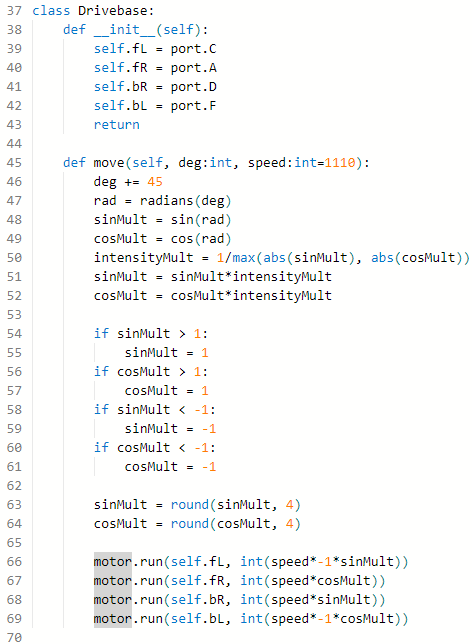 37 class Drivebase:
38     def __init__(self):
39         self.fL = port.C
40         self.fR = port.A
41         self.bR = port.D
42         self.bL = port.F
43         return
44
45     def move(self, deg:int, speed:int=1110):
46         deg += 45
47         rad = radians(deg)
48         sinMult = sin(rad)
49         cosMult = cos(rad)
50         intensityMult = 1/max(abs(sinMult), abs(cosMult))
51         sinMult = sinMult*intensityMult
52         cosMult = cosMult*intensityMult
53
54         if sinMult > 1:
55             sinMult = 1
56         if cosMult > 1:
57             cosMult = 1
58         if sinMult < -1:
59             sinMult = -1
60         if cosMult < -1:
61             cosMult = -1
62
63         sinMult = round(sinMult, 4)
64         cosMult = round(cosMult, 4)
65
66         motor.run(self.fL, int(speed*-1*sinMult))
67         motor.run(self.fR, int(speed*cosMult))
68         motor.run(self.bR, int(speed*sinMult))
69         motor.run(self.bL, int(speed*-1*cosMult))
70